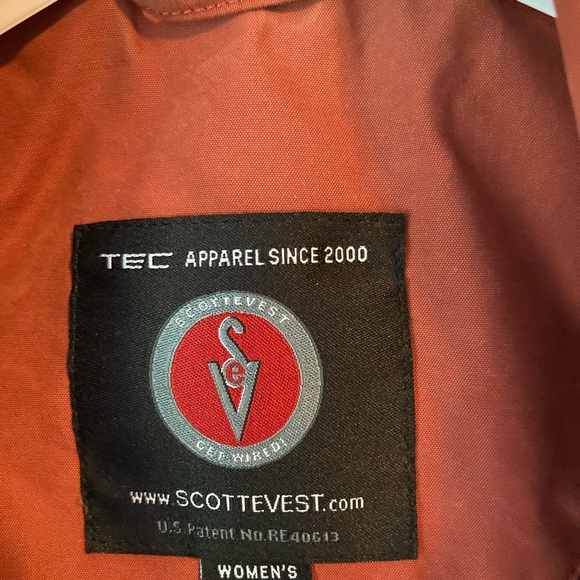 TEC APPAREL SINCE 2000
SCOTTEVEST
SeV
GET WIRED!
www.SCOTTEVEST.com
U.S. Patent No. RE40613
WOMEN'S